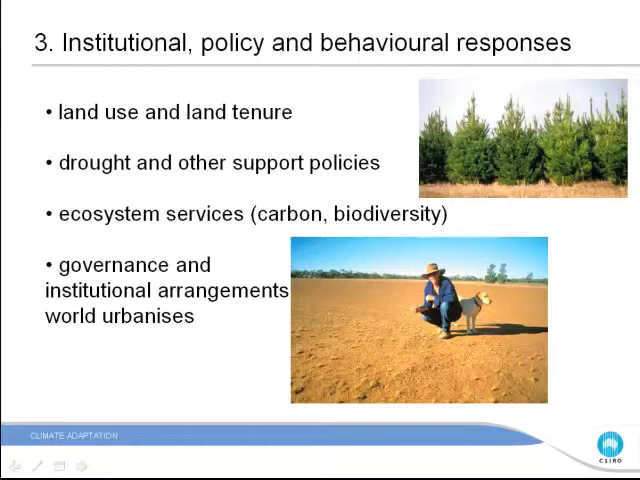 3. Institutional, policy and behavioural responses
• land use and land tenure
• drought and other support policies
• ecosystem services (carbon, biodiversity)
• governance and
institutional arrangements
world urbanises
CLIMATE ADAPTATION
CSIRO